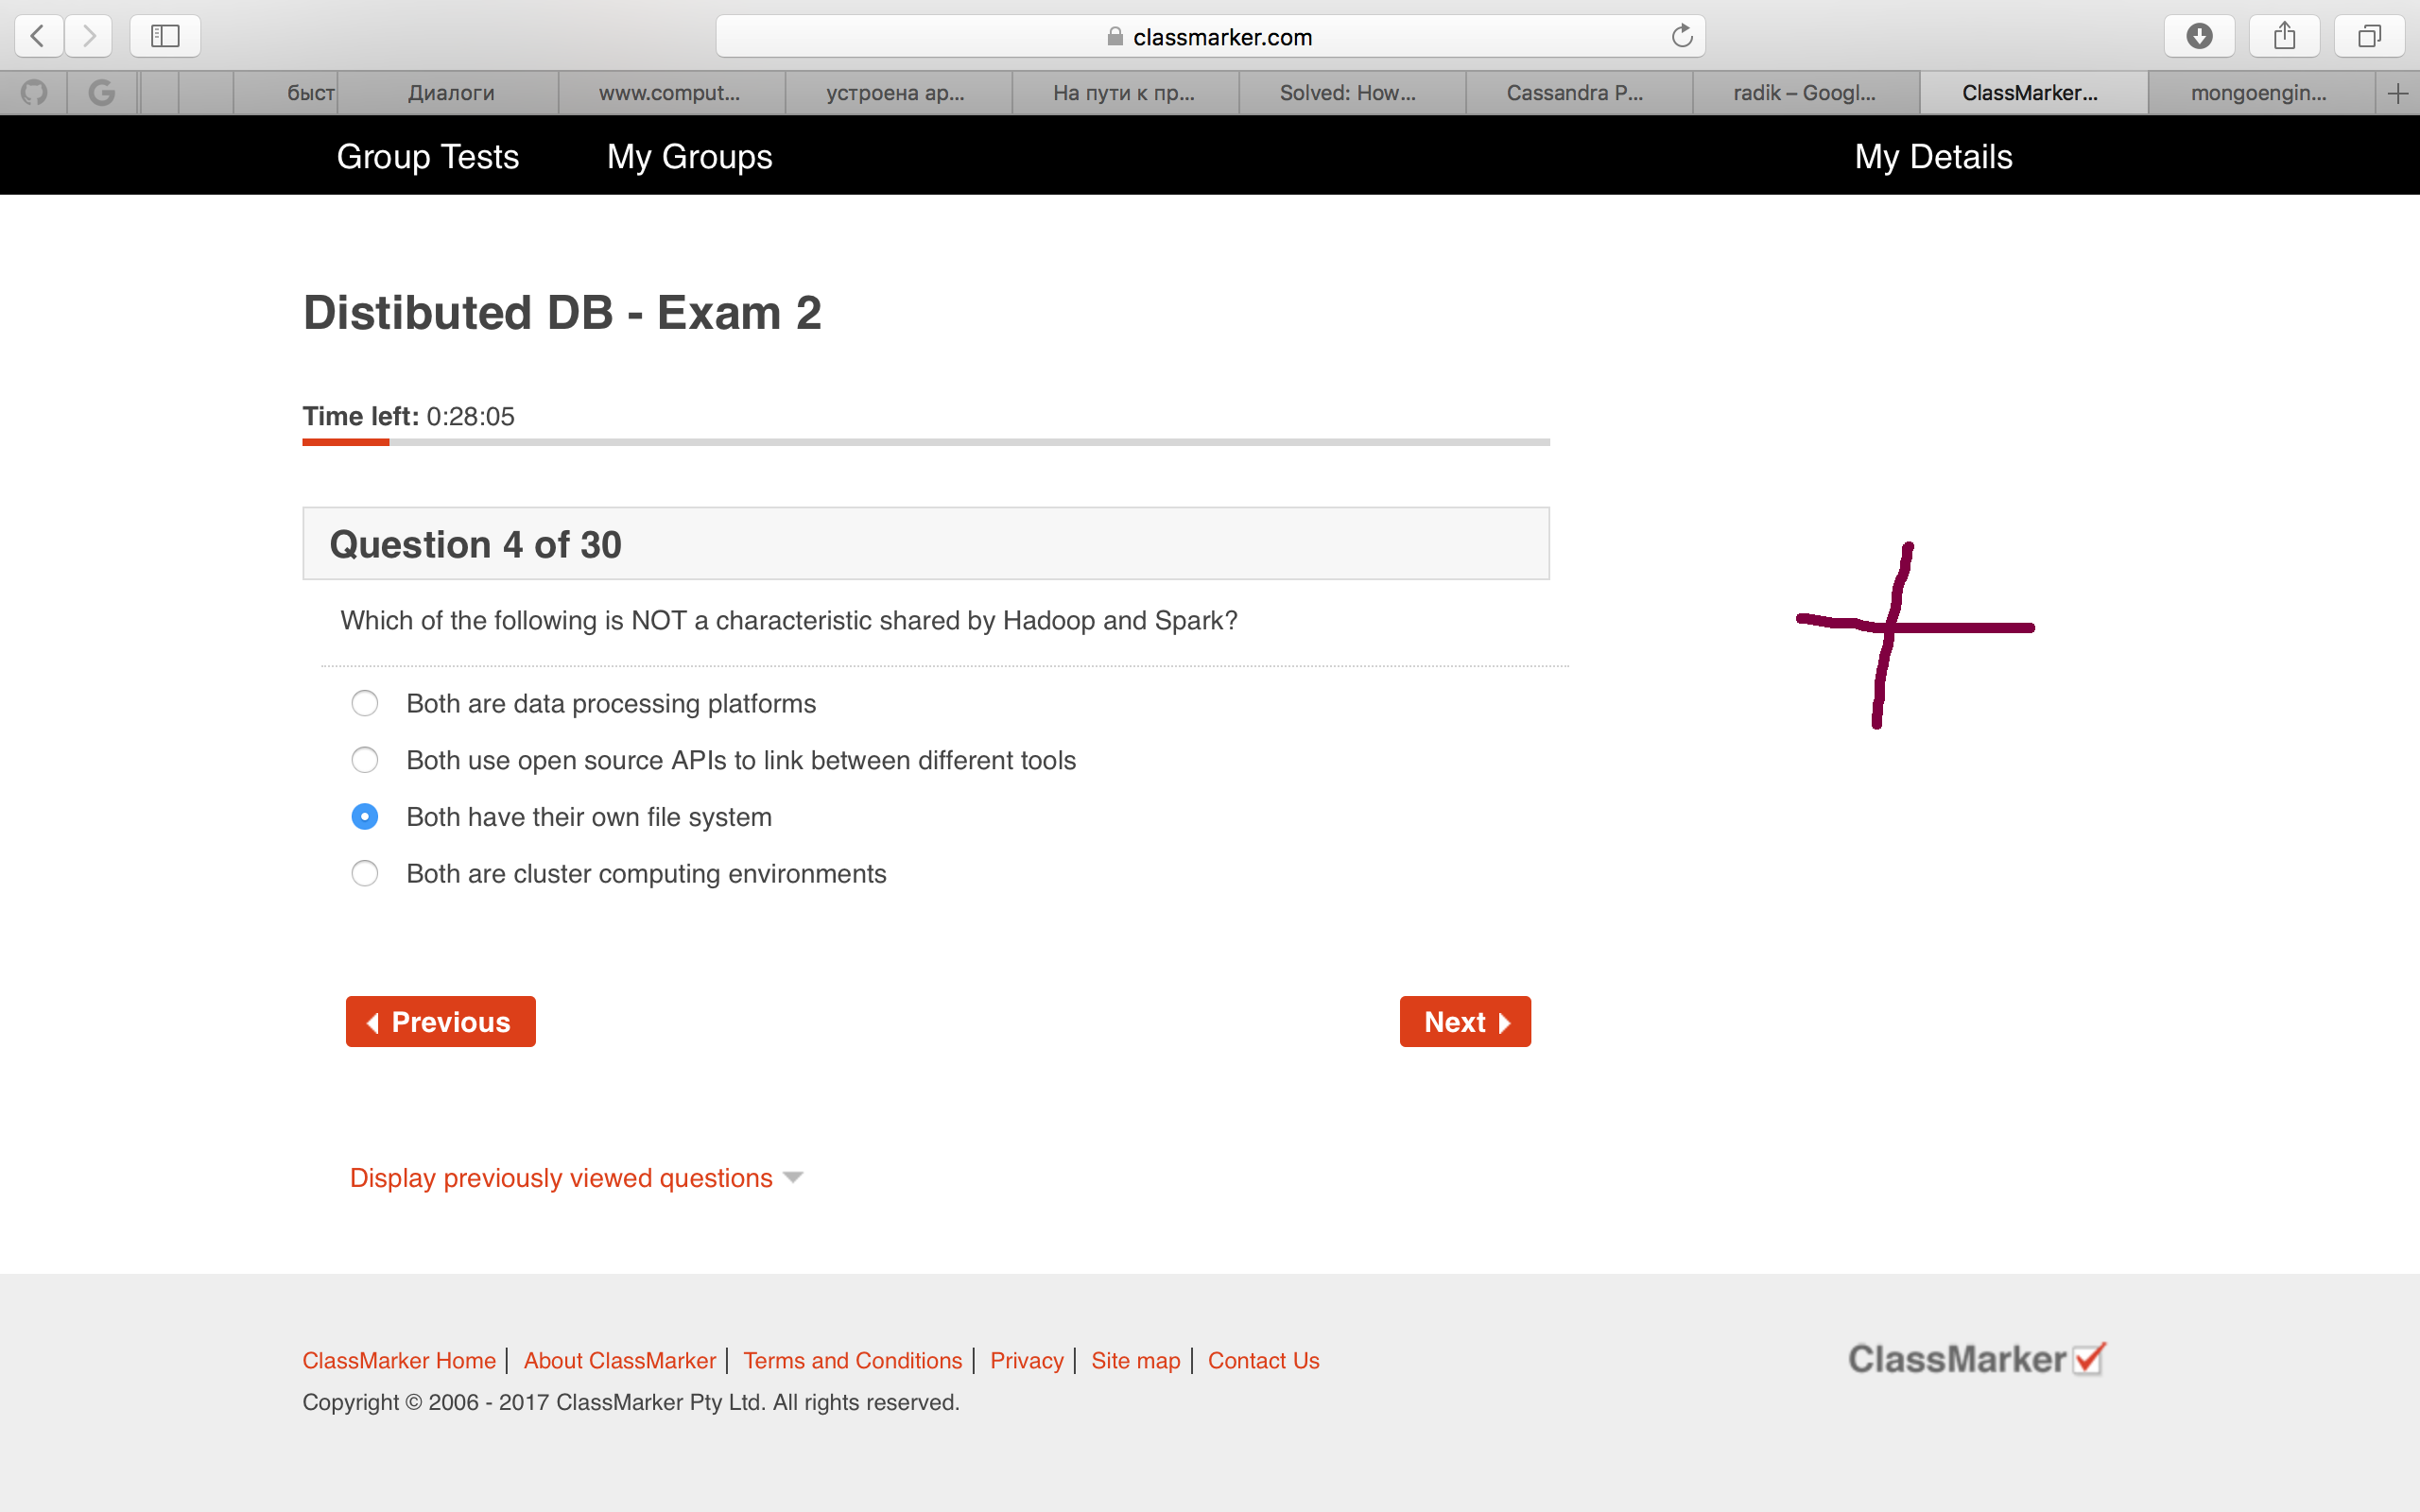 classmarker.com
быст
Диалоги
www.comput...
устроена ар...
На пути к пр...
Solved: How...
Cassandra P...
radik – Googl...
ClassMarker...
mongoengin...
Group Tests
My Groups
My Details
Distibuted DB - Exam 2
Time left: 0:28:05
Question 4 of 30
Which of the following is NOT a characteristic shared by Hadoop and Spark?
Both are data processing platforms
Both use open source APIs to link between different tools
Both have their own file system
Both are cluster computing environments
Previous
Next
Display previously viewed questions
ClassMarker Home | About ClassMarker | Terms and Conditions | Privacy | Site map | Contact Us
ClassMarker
Copyright © 2006 - 2017 ClassMarker Pty Ltd. All rights reserved.